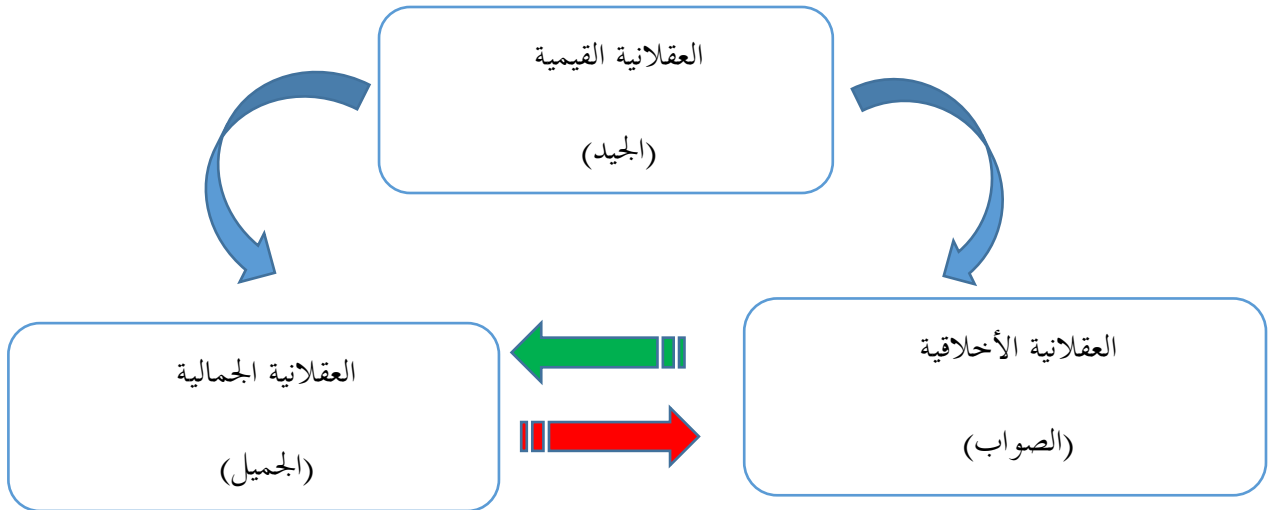 العقلانية القيمية
(الجيد)
العقلانية الأخلاقية
(الصواب)
العقلانية الجمالية
(الجميل)